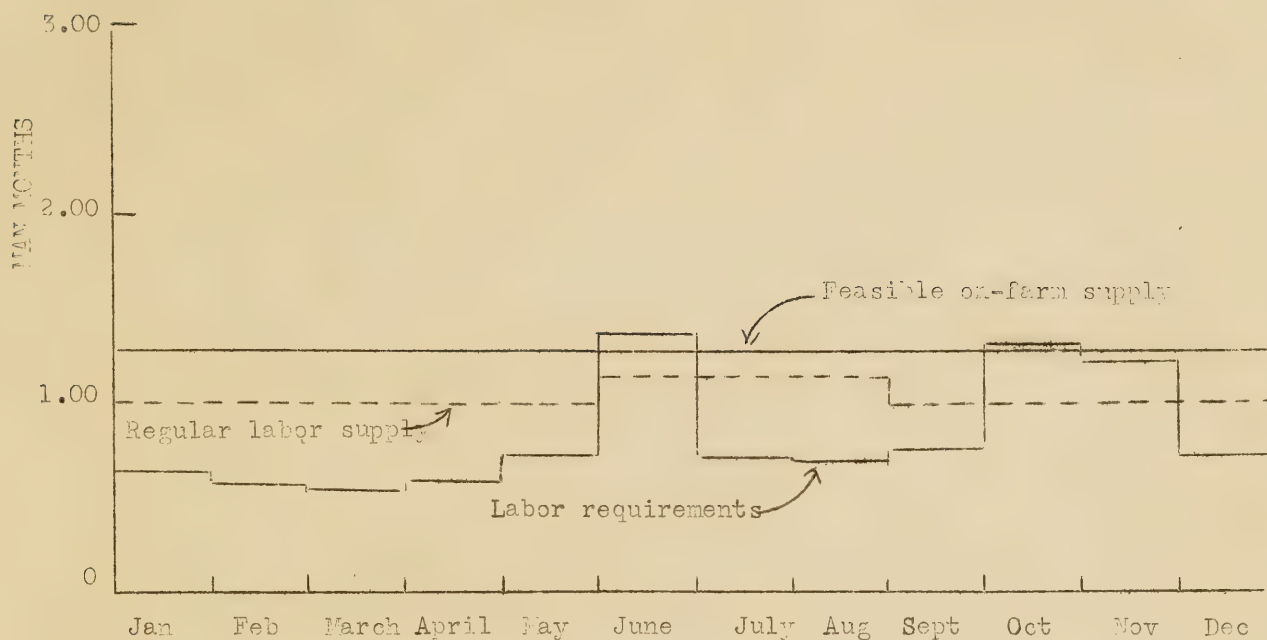 3.00
MAN MONTHS
2.00
Feasible on-farm supply
1.00
Regular labor supply
Labor requirements
0
Jan Feb March April May June July Aug Sept Oct Nov Dec